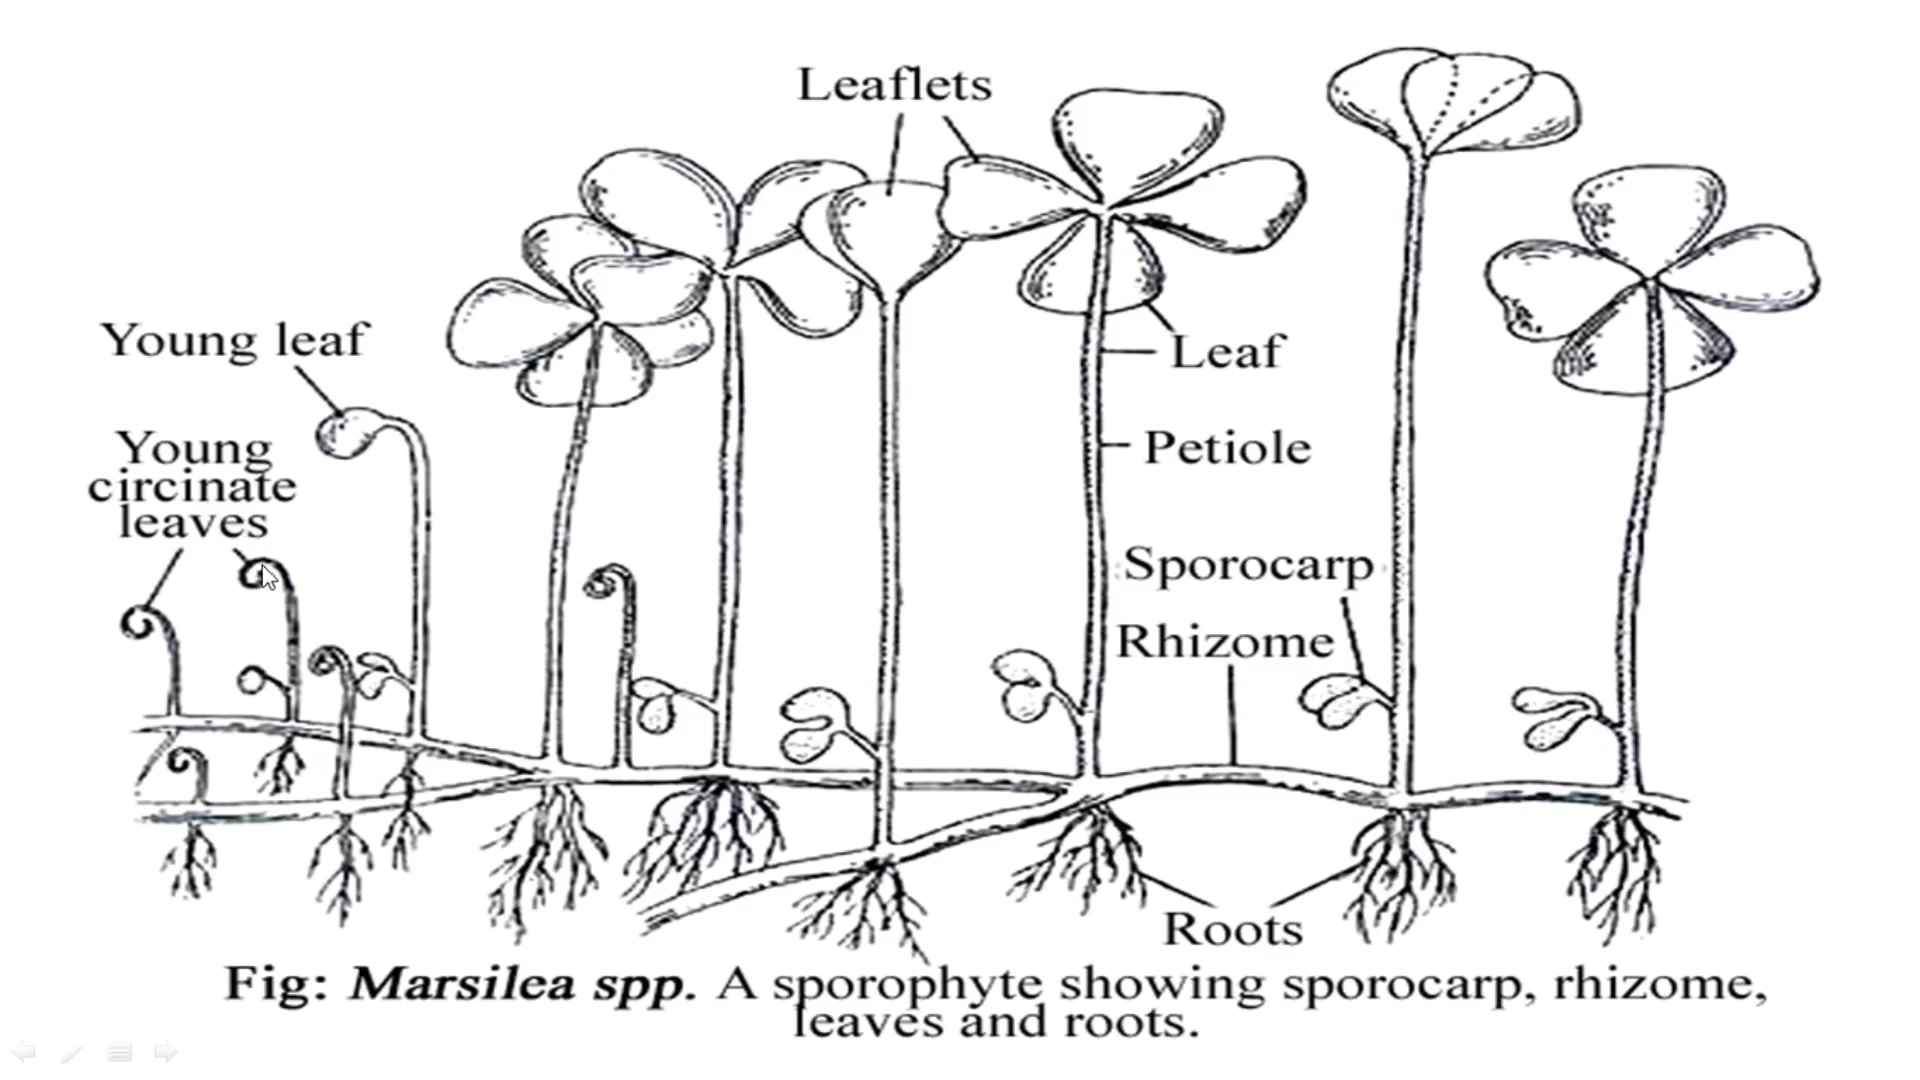 Leaflets
Young leaf
Leaf
Young
circinate
leaves
Petiole
Sporocarp
Rhizome
Roots
Fig: Marsilea spp. A sporophyte showing sporocarp, rhizome,
leaves and roots.